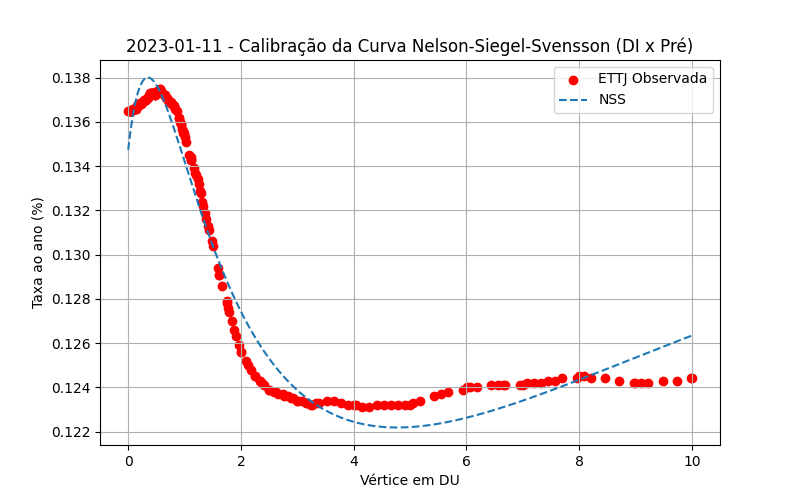 2023-01-11 - Calibração da Curva Nelson-Siegel-Svensson (DI x Pré)
ETTJ Observada
NSS
Taxa ao ano (%)
0.138
0.136
0.134
0.132
0.130
0.128
0.126
0.124
0.122
0 2 4 6 8 10
Vértice em DU